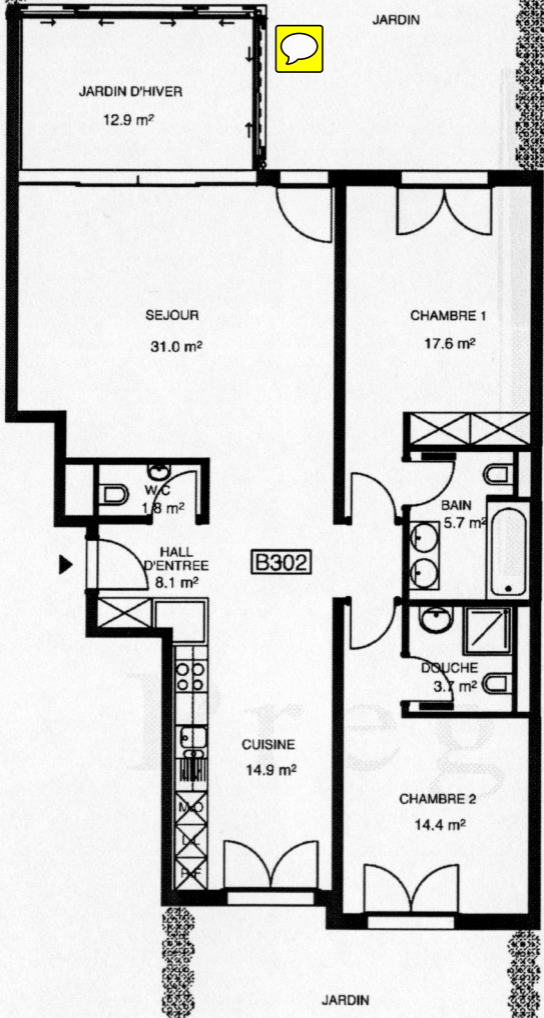 JARDIN
JARDIN D'HIVER
12.9 m²
SEJOUR
31.0 m²
CHAMBRE 1
17.6 m²
W.C
1.8 m²
BAIN
5.7 m²
HALL
D'ENTREE
8.1 m²
B302
DOUCHE
3.7 m²
Preg
CUISINE
14.9 m²
CHAMBRE 2
14.4 m²
JARDIN